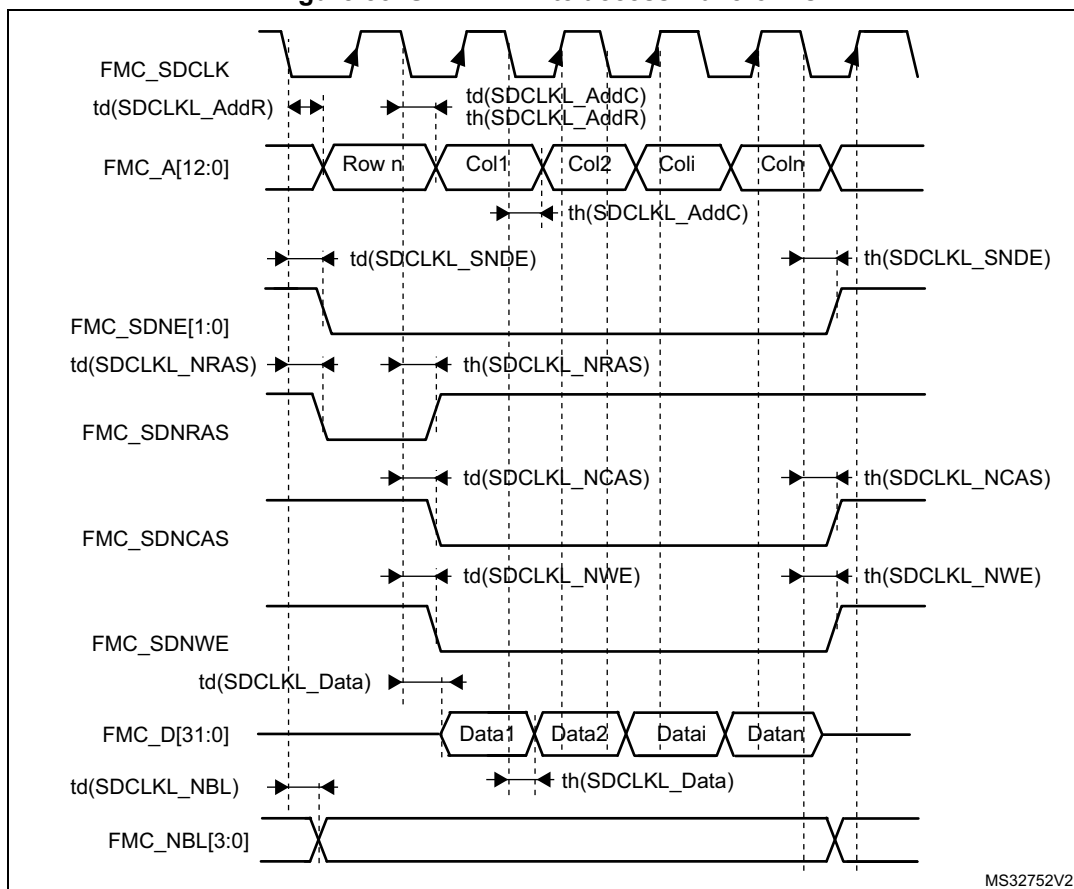 FMC_SDCLK
td(SDCLKL_AddR)
td(SDCLKL_AddC)
th(SDCLKL_AddR)
FMC_A[12:0]
Row n
Col1
Col2
Coli
Coln
th(SDCLKL_AddC)
td(SDCLKL_SNDE)
th(SDCLKL_SNDE)
FMC_SDNE[1:0]
td(SDCLKL_NRAS)
th(SDCLKL_NRAS)
FMC_SDNRAS
td(SDCLKL_NCAS)
th(SDCLKL_NCAS)
FMC_SDNCAS
td(SDCLKL_NWE)
th(SDCLKL_NWE)
FMC_SDNWE
td(SDCLKL_Data)
FMC_D[31:0]
Data1
Data2
Datai
Datan
th(SDCLKL_Data)
td(SDCLKL_NBL)
FMC_NBL[3:0]
MS32752V2